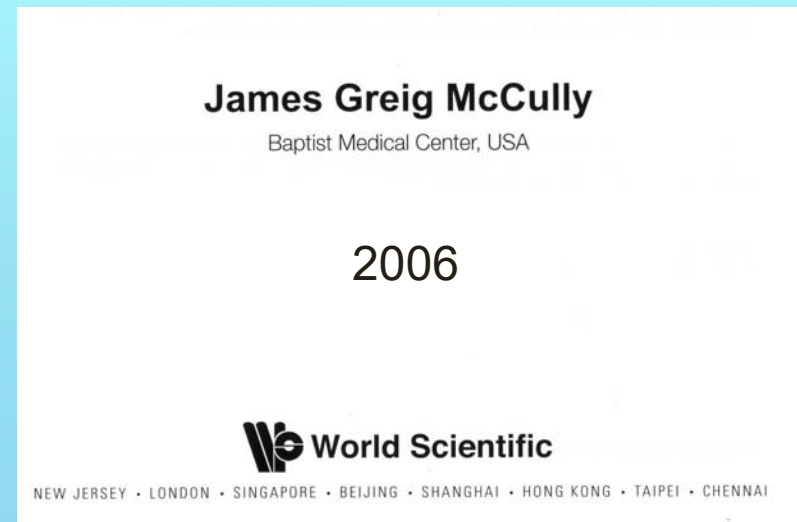 James Greig McCully
Baptist Medical Center, USA
2006
World Scientific
NEW JERSEY • LONDON • SINGAPORE • BEIJING • SHANGHAI • HONG KONG • TAIPEI • CHENNAI